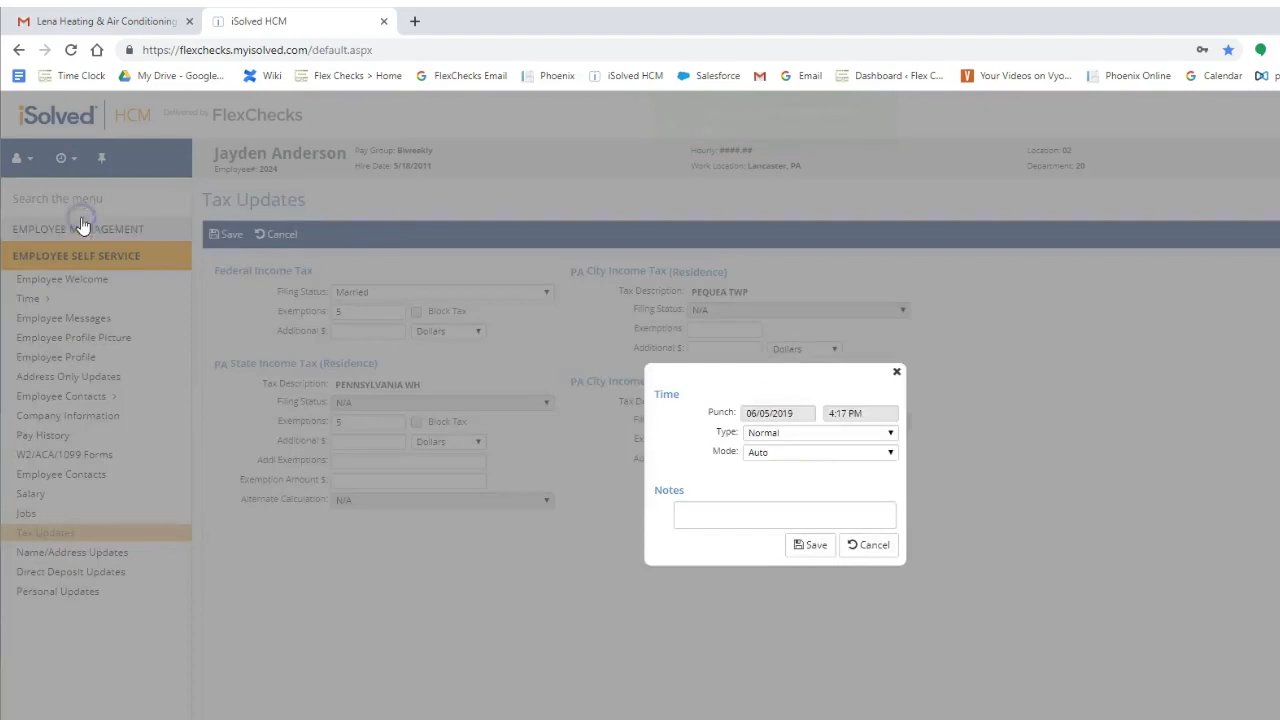 Lena Heating & Air Conditioning
iSolved HCM
https://flexchecks.myisolved.com/default.aspx
Time Clock
My Drive - Google...
Wiki
Flex Checks > Home
FlexChecks Email
Phoenix
iSolved HCM
Salesforce
Email
Dashboard - Flex C...
Your Videos on Vyo...
Phoenix Online
Calendar
iSolved HCM Delivered by FlexChecks
Jayden Anderson
Employee#: 2024
Pay Group: Biweekly
Hire Date: 5/18/2011
Hourly: ####.##
Work Location: Lancaster, PA
Location: 02
Department: 20
Search the menu
EMPLOYEE MANAGEMENT
EMPLOYEE SELF SERVICE
Employee Welcome
Time >
Employee Messages
Employee Profile Picture
Employee Profile
Address Only Updates
Employee Contacts >
Company Information
Pay History
W2/ACA/1099 Forms
Employee Contacts
Salary
Jobs
Tax Updates
Name/Address Updates
Direct Deposit Updates
Personal Updates
Tax Updates
Save Cancel
Federal Income Tax
Filing Status: Married
Exemptions: 5 Block Tax
Additional $: Dollars
PA State Income Tax (Residence)
Tax Description: PENNSYLVANIA WH
Filing Status: N/A
Exemptions: 5 Block Tax
Additional $: Dollars
Addl Exemptions:
Exemption Amount $:
Alternate Calculation: N/A
PA City Income Tax (Residence)
Tax Description: PEQUEA TWP
Filing Status: N/A
Exemptions
Additional $: Dollars
PA City Incom
Tax De
Fili
E
Ad
Time
Punch: 06/05/2019 4:17 PM
Type: Normal
Mode: Auto
Notes
Save Cancel